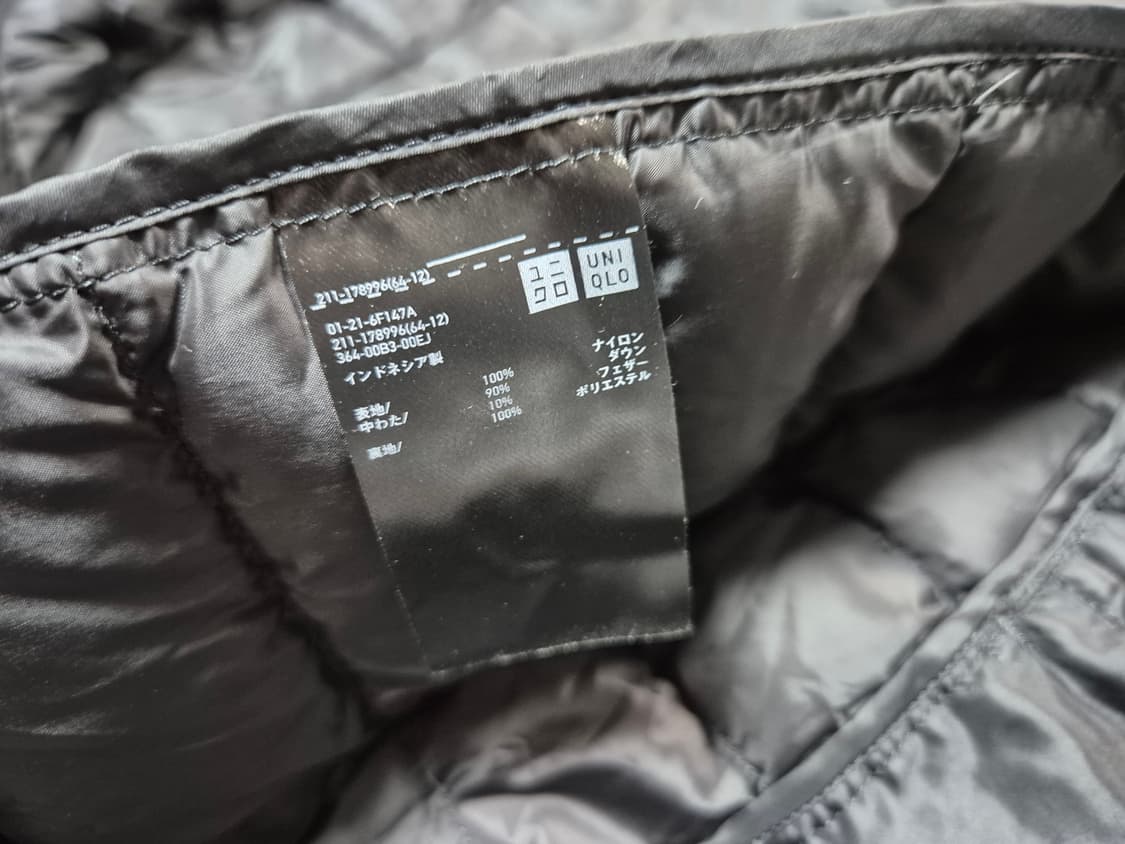 211-178996(64-12)
ユニ
クロ
UNI
QLO
01-21-6F147A
211-178996(64-12)
364-00B3-00EJ
インドネシア製
表地/ 100% ナイロン
中わた/ 90% ダウン
10% フェザー
裏地/ 100% ポリエステル